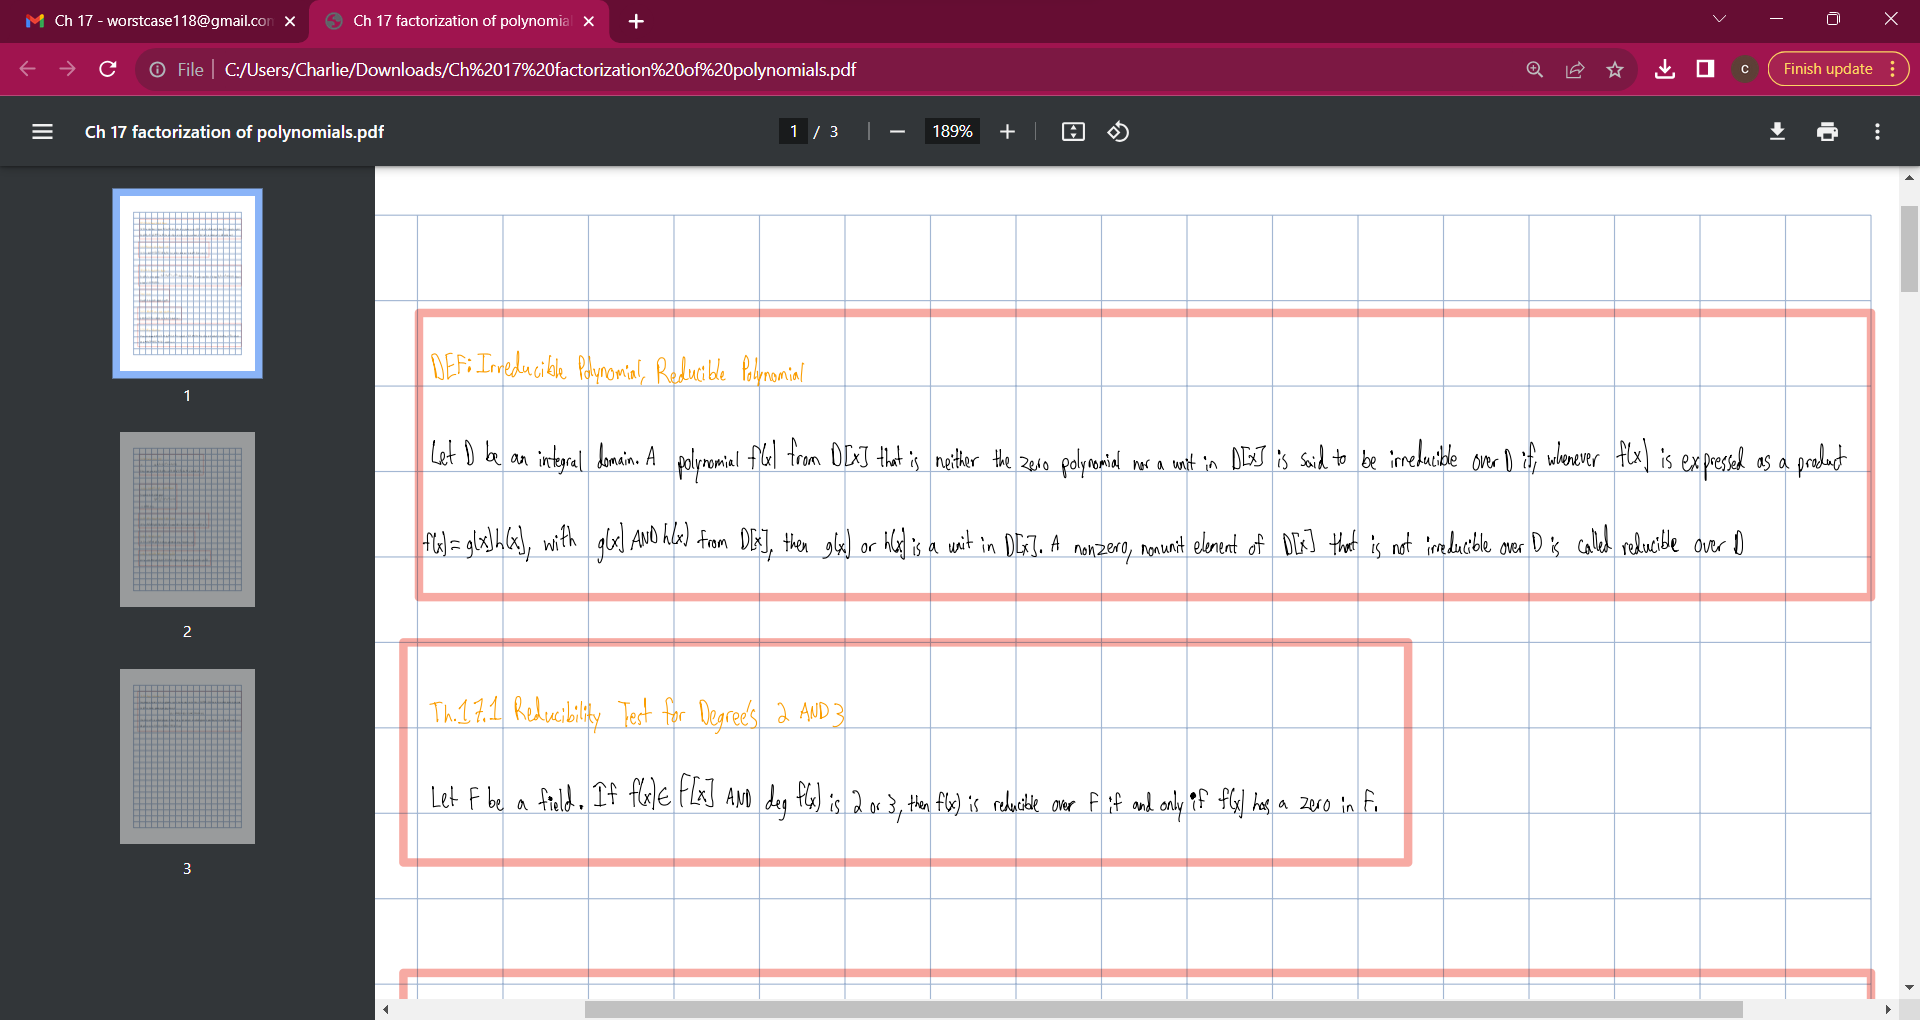 Ch 17 - worstcase118@gmail.con
Ch 17 factorization of polynomia
File
C:/Users/Charlie/Downloads/Ch%2017%20factorization%20of%20polynomials.pdf
C
Finish update
Ch 17 factorization of polynomials.pdf
1 / 3
189%
1
2
3
DEF: Irreducible Polynomial, Reducible Polynomial
Let D be an integral domain. A polynomial f(x) from D[x] that is neither the zero polynomial nor a unit in D[x] is said to be irreducible over D if, whenever f(x) is expressed as a product
f(x)=g(x)h(x), with g(x) AND h(x) from D[x], then g(x) or h(x) is a unit in D[x]. A nonzero, nonunit element of D[x] that is not irreducible over D is called reducible over D
Th.17.1 Reducibility Test for Degree's 2 AND 3
Let F be a field. If f(x)∈ F[x] AND deg f(x) is 2 or 3, then f(x) is reducible over F if and only if f(x) has a zero in F.